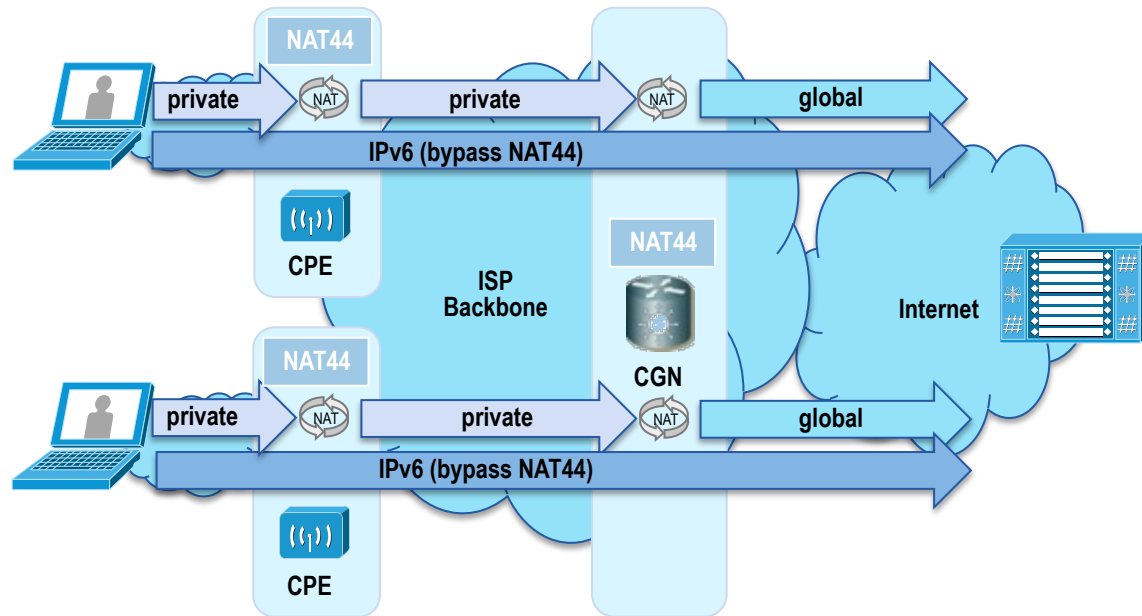 NAT44
private
NAT
private
NAT
global
IPv6 (bypass NAT44)
CPE
NAT44
ISP
Backbone
Internet
CGN
NAT44
private
NAT
private
NAT
global
IPv6 (bypass NAT44)
CPE